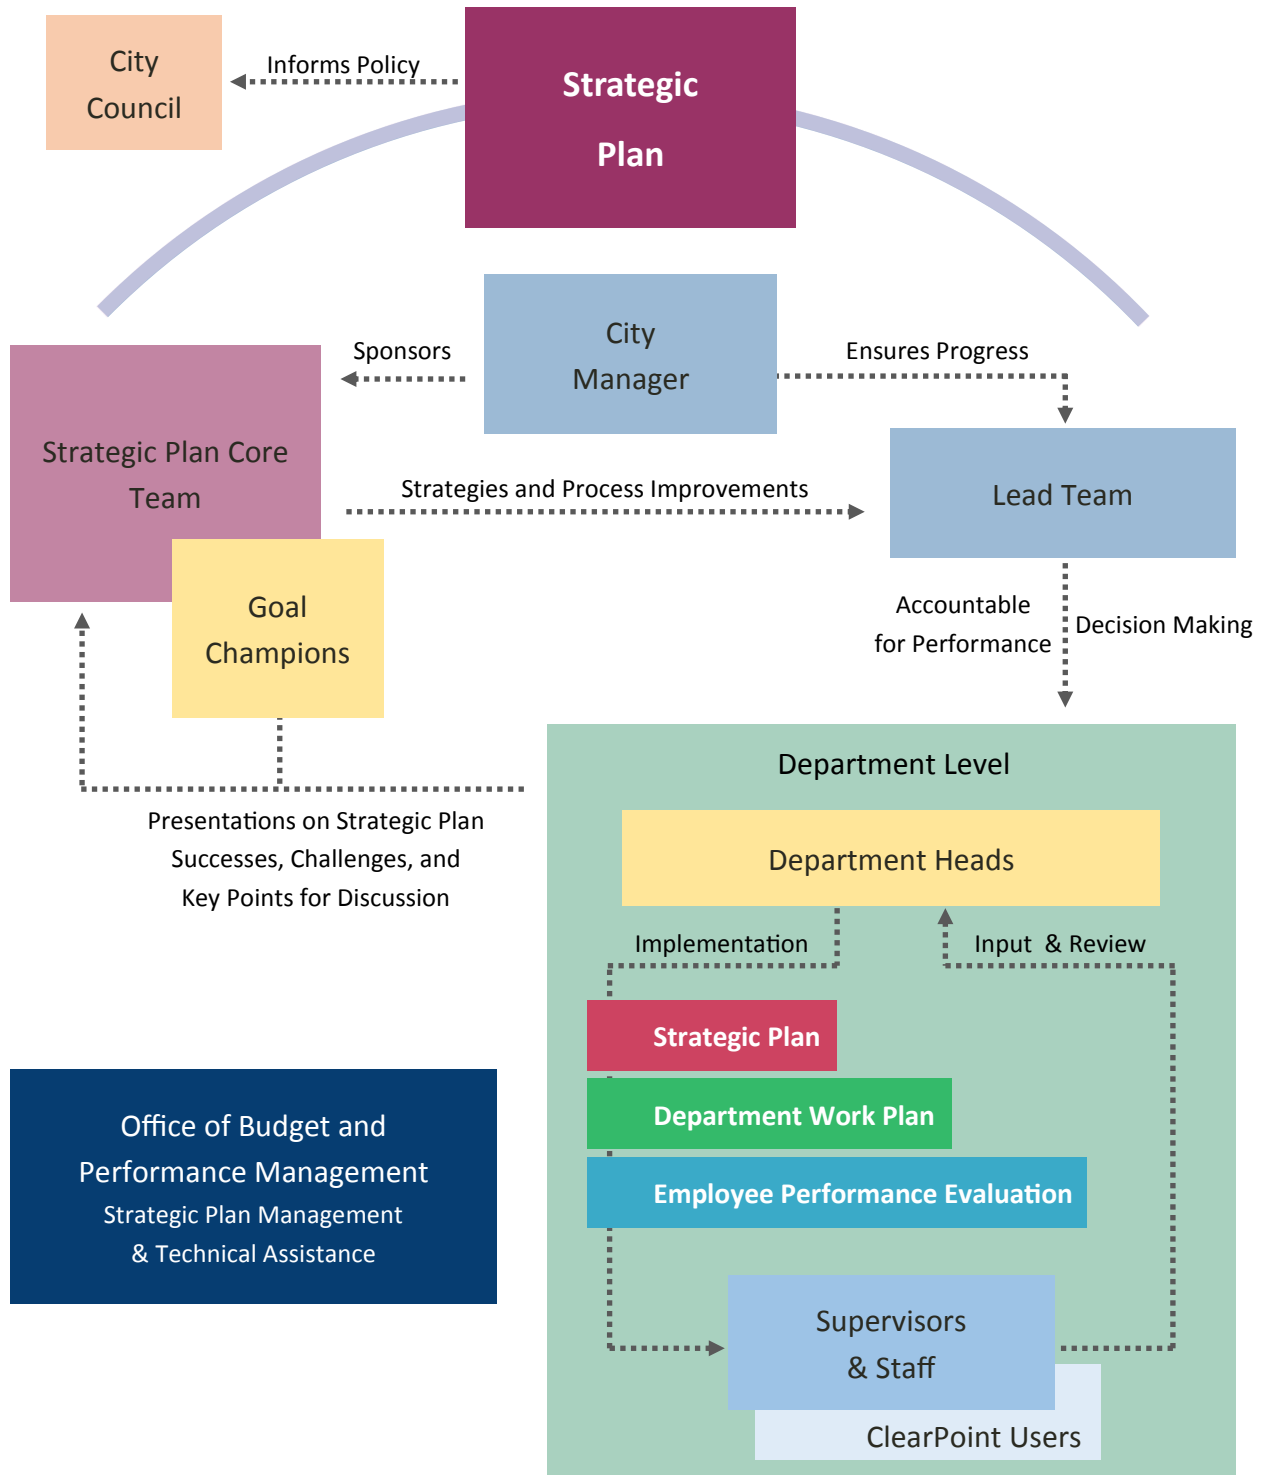 City
Council
Informs Policy
Strategic
Plan
City
Manager
Sponsors
Ensures Progress
Strategic Plan Core
Team
Strategies and Process Improvements
Lead Team
Goal
Champions
Accountable
for Performance
Decision Making
Presentations on Strategic Plan
Successes, Challenges, and
Key Points for Discussion
Department Level
Department Heads
Implementation
Input & Review
Strategic Plan
Department Work Plan
Employee Performance Evaluation
Office of Budget and
Performance Management
Strategic Plan Management
& Technical Assistance
Supervisors
& Staff
ClearPoint Users